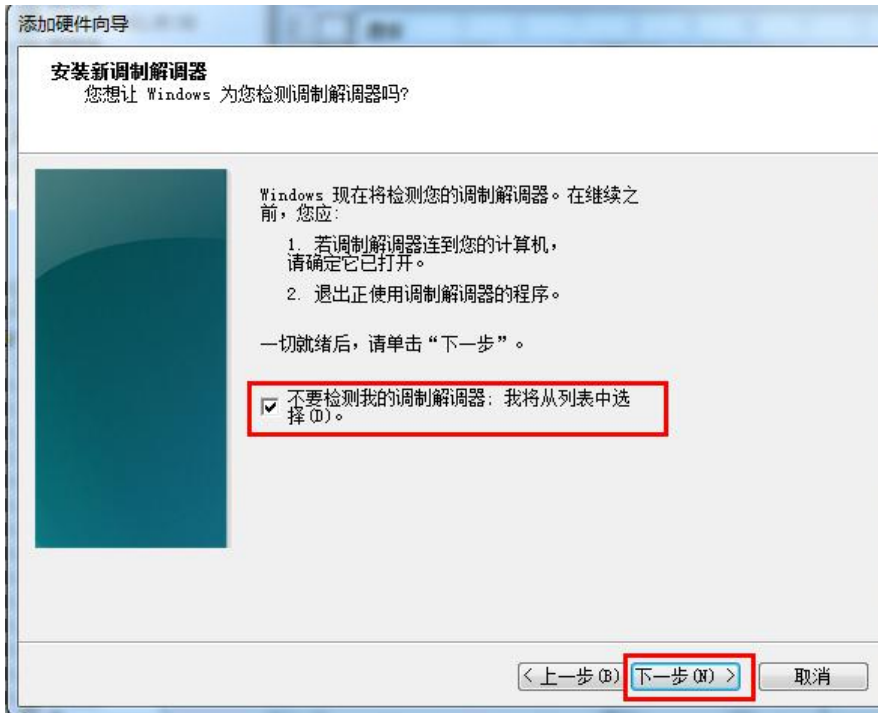 添加硬件向导
安装新调制解调器
您想让 Windows 为您检测调制解调器吗?
Windows 现在将检测您的调制解调器。在继续之
前，您应:
1. 若调制解调器连到您的计算机，
请确定它已打开。
2. 退出正使用调制解调器的程序。
一切就绪后，请单击“下一步”。
不要检测我的调制解调器; 我将从列表中选
择(D)。
< 上一步(B) 下一步(N) > 取消